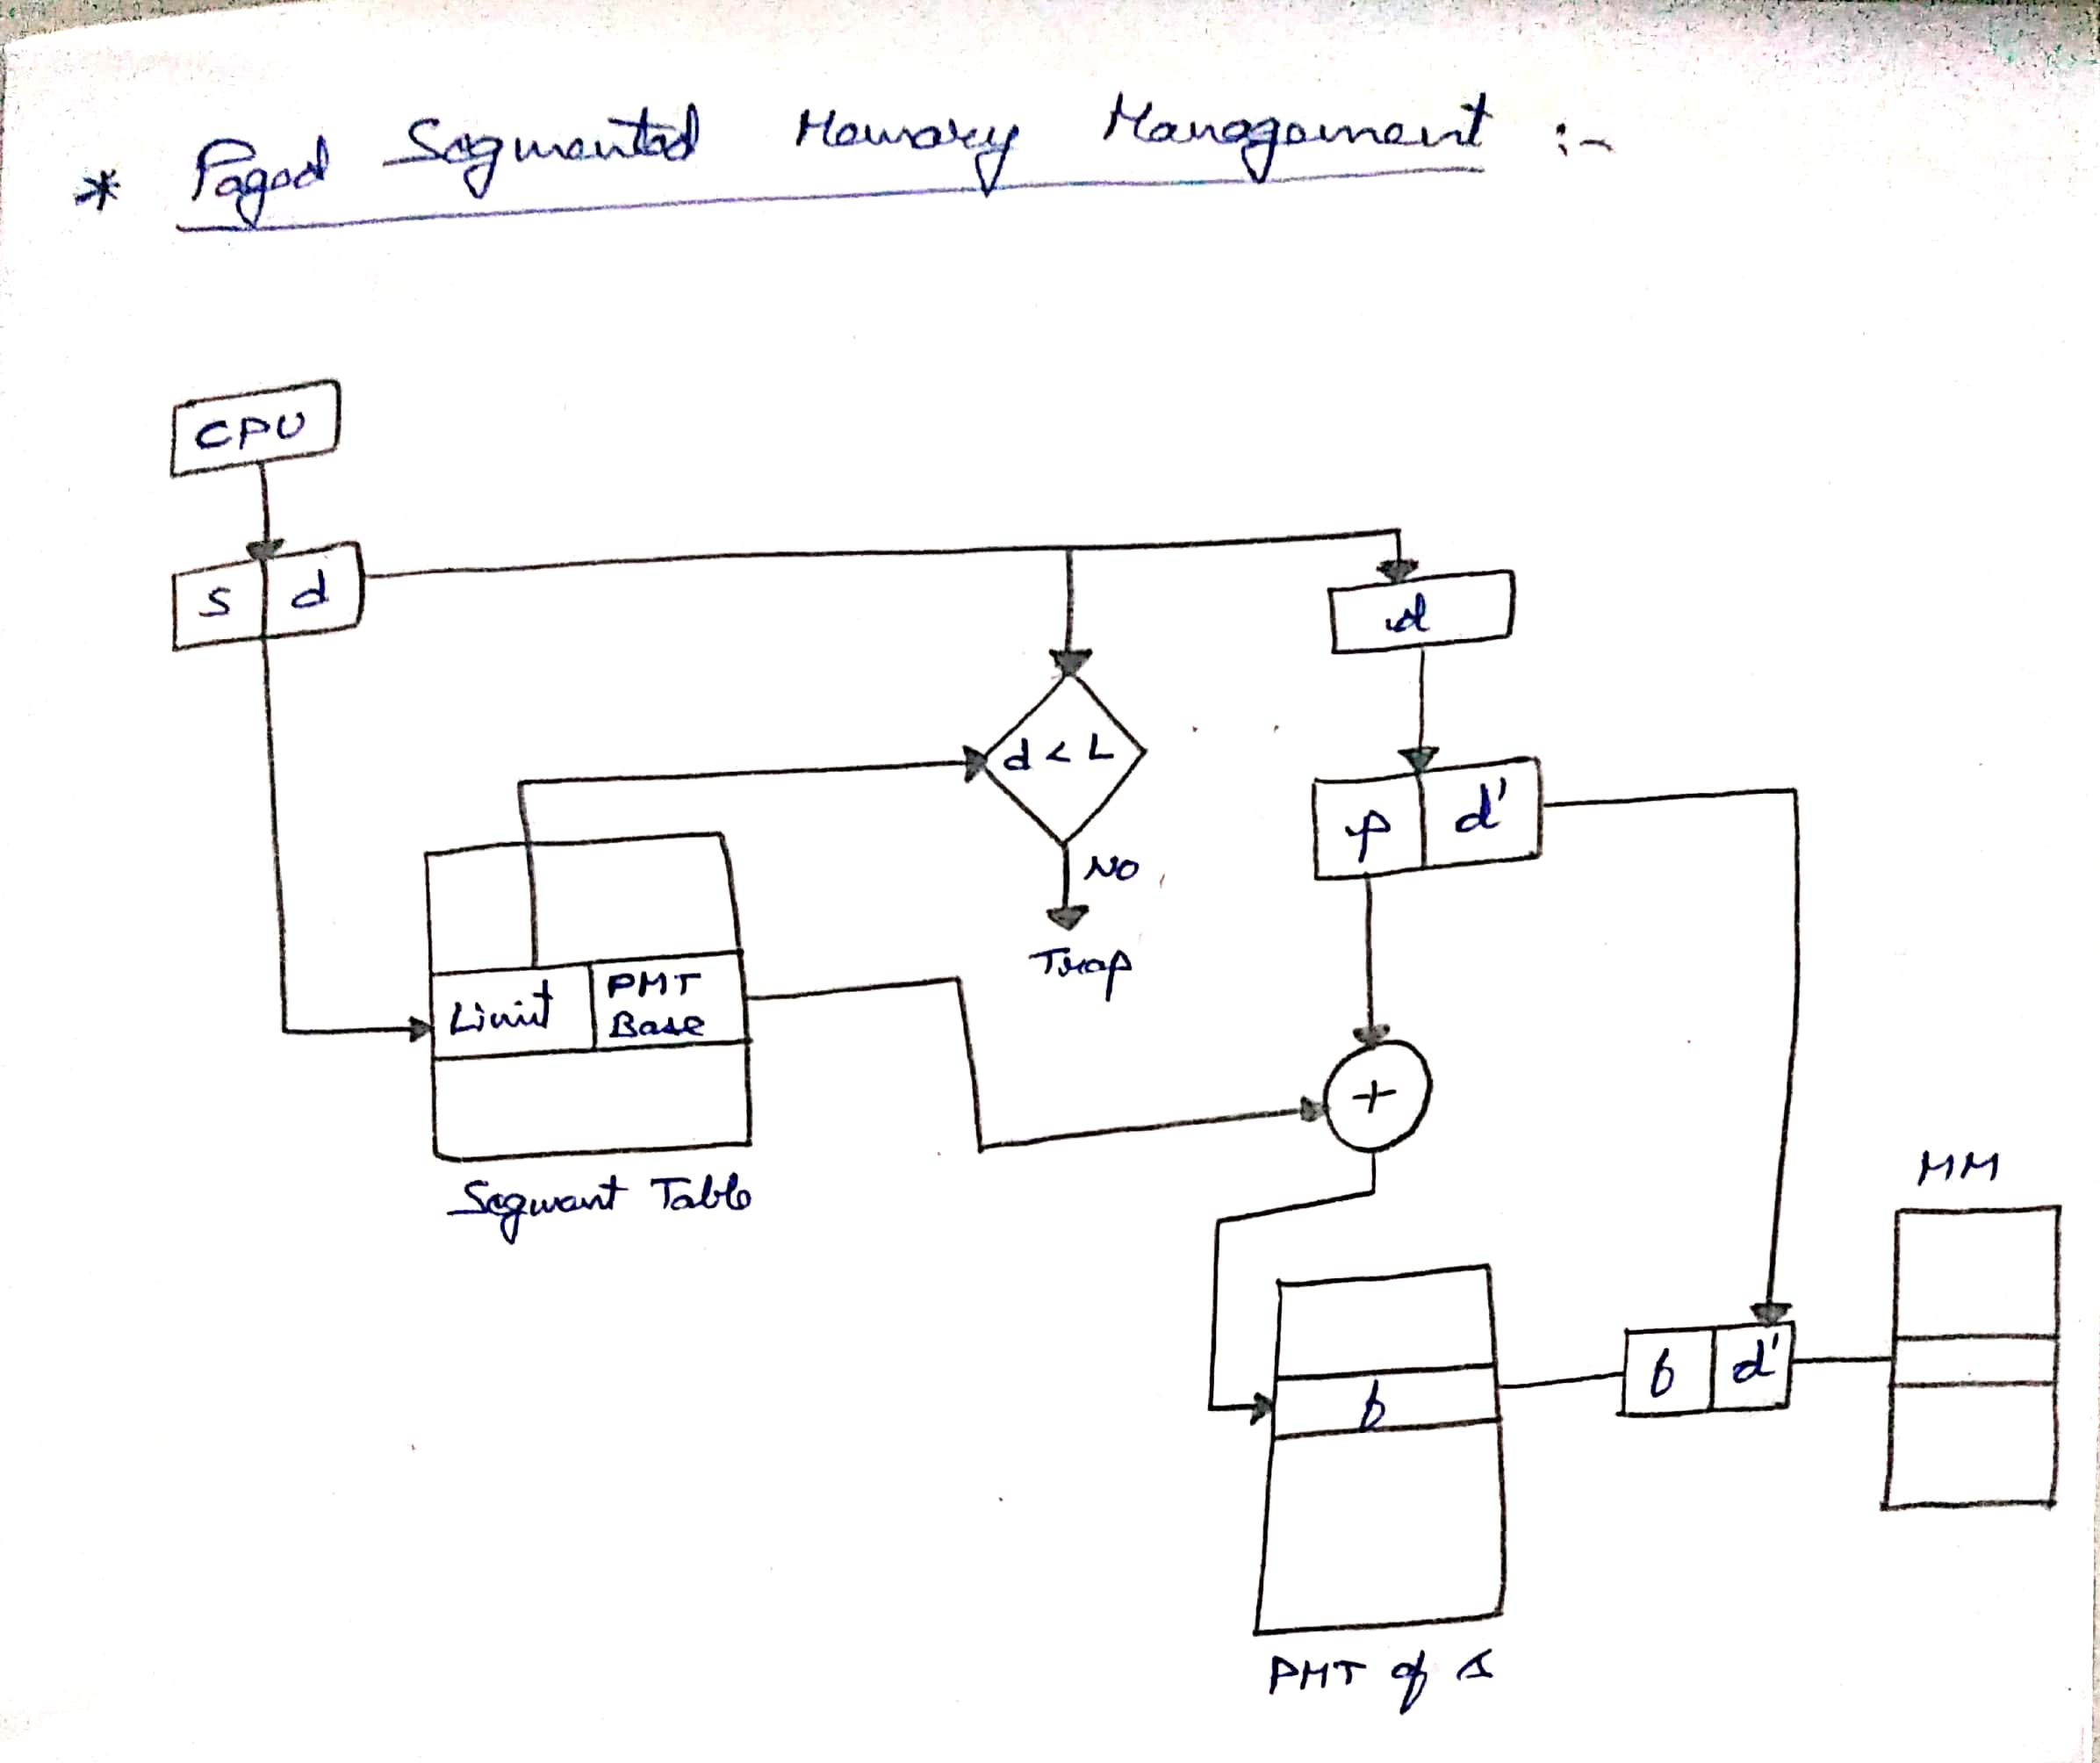 * Paged Segmented Memory Management :-
CPU
s d
d
d < L
p d'
NO
Trap
Limit PMT Base
+
Segment Table
MM
f d'
f
PMT of s